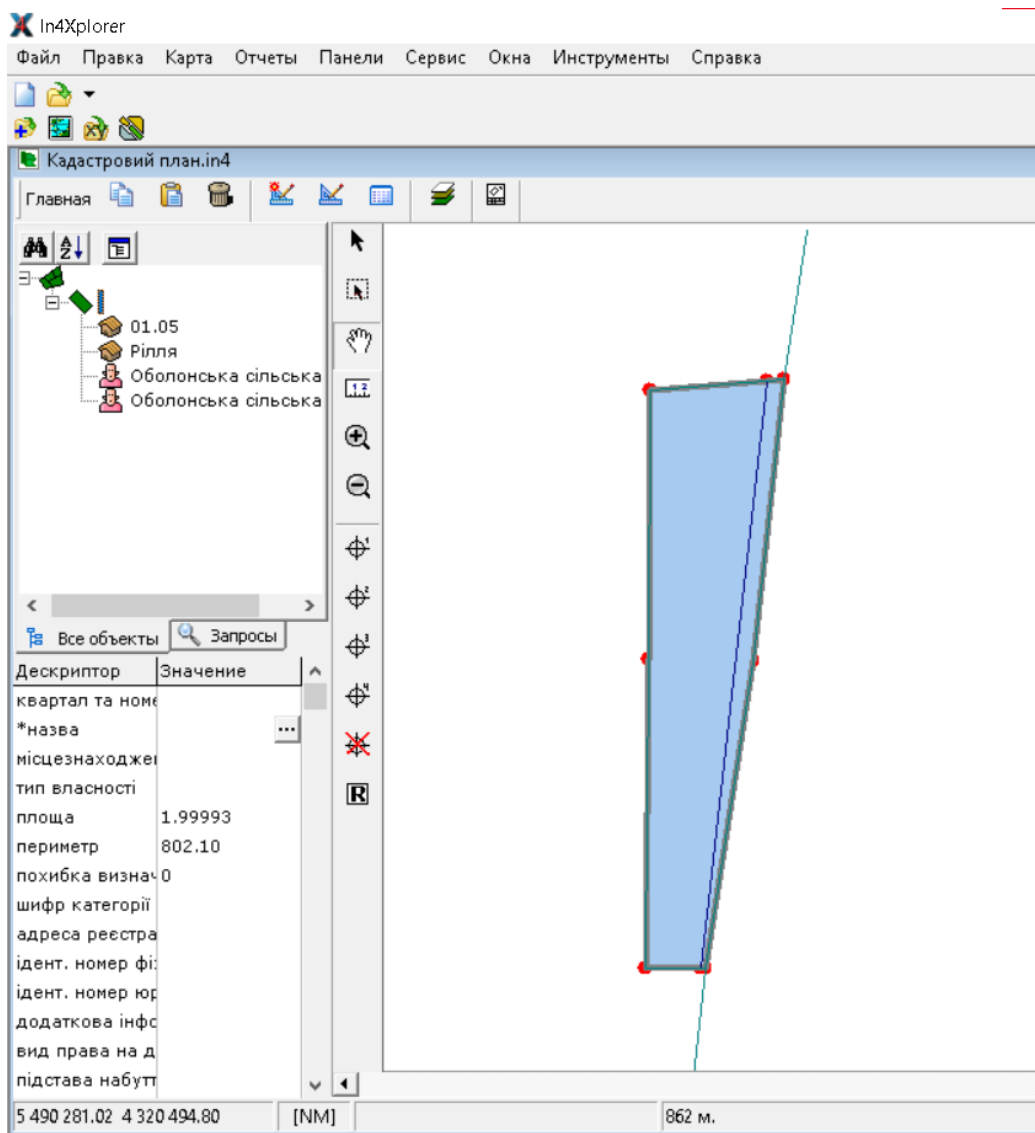 In4Xplorer
Файл Правка Карта Отчеты Панели Сервис Окна Инструменты Справка
Кадастровий план.in4
Главная
01.05
Рілля
Оболонська сільська
Оболонська сільська
Все объекты Запросы
Дескриптор Значение
квартал та номе
*назва ...
місцезнаходжен
тип власності
площа 1.99993
периметр 802.10
похибка визнач 0
шифр категорії
адреса реєстра
ідент. номер фі:
ідент. номер юр
додаткова інфо
вид права на д
підстава набутт
5 490 281.02 4 320 494.80 [NM] 862 м.